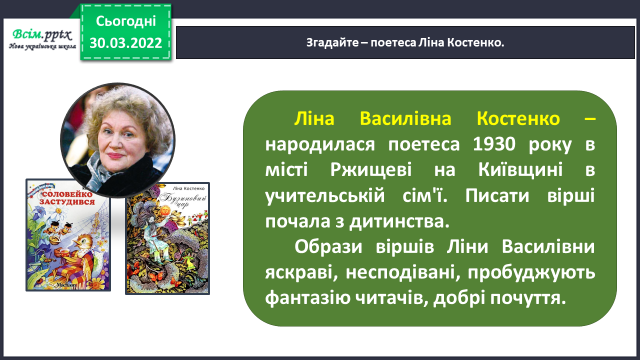 Всім.pptx
Нова українська школа
Сьогодні
30.03.2022
Згадайте – поетеса Ліна Костенко.
СОЛОВЕЙКО
ЗАСТУДИВСЯ
Ліна Костенко
Бузиновий
цар
Ліна Василівна Костенко –
народилася поетеса 1930 року в
місті Ржищеві на Київщині в
учительській сім'ї. Писати вірші
почала з дитинства.
Образи віршів Ліни Василівни
яскраві, несподівані, пробуджують
фантазію читачів, добрі почуття.